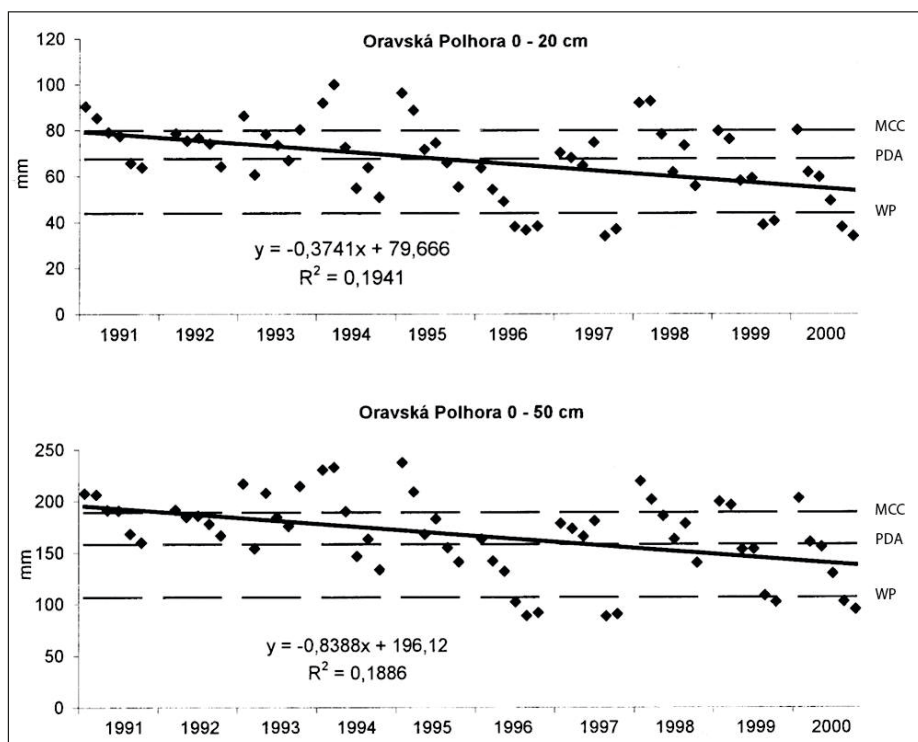 Oravská Polhora 0 - 20 cm
120
100
80
60
40
20
0
mm
MCC
PDA
WP
y = -0,3741x + 79,666
R² = 0,1941
1991 1992 1993 1994 1995 1996 1997 1998 1999 2000
Oravská Polhora 0 - 50 cm
250
200
150
100
50
0
mm
MCC
PDA
WP
y = -0,8388x + 196,12
R² = 0,1886
1991 1992 1993 1994 1995 1996 1997 1998 1999 2000